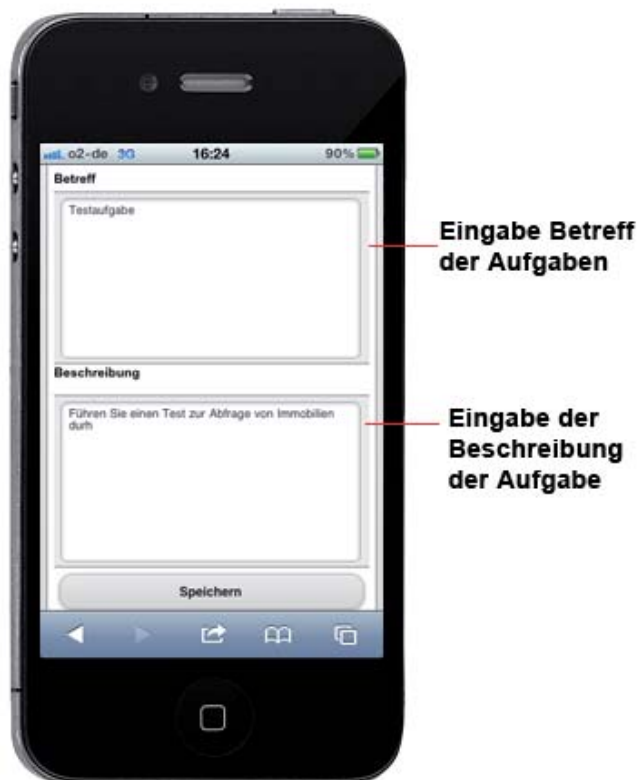 o2-de 3G 16:24 90%
Betreff
Testaufgabe
Eingabe Betreff
der Aufgaben
Beschreibung
Führen Sie einen Test zur Abfrage von Immobilien
durh
Eingabe der
Beschreibung
der Aufgabe
Speichern